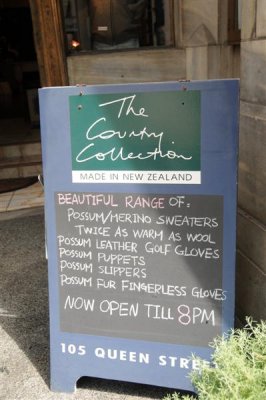 The
Country
Collection
MADE IN NEW ZEALAND
BEAUTIFUL RANGE OF:
POSSUM/MERINO SWEATERS
TWICE AS WARM AS WOOL
POSSUM LEATHER GOLF GLOVES
POSSUM PUPPETS
POSSUM SLIPPERS
POSSUM FUR FINGERLESS GLOVES
NOW OPEN TILL 8PM
105 QUEEN STREET